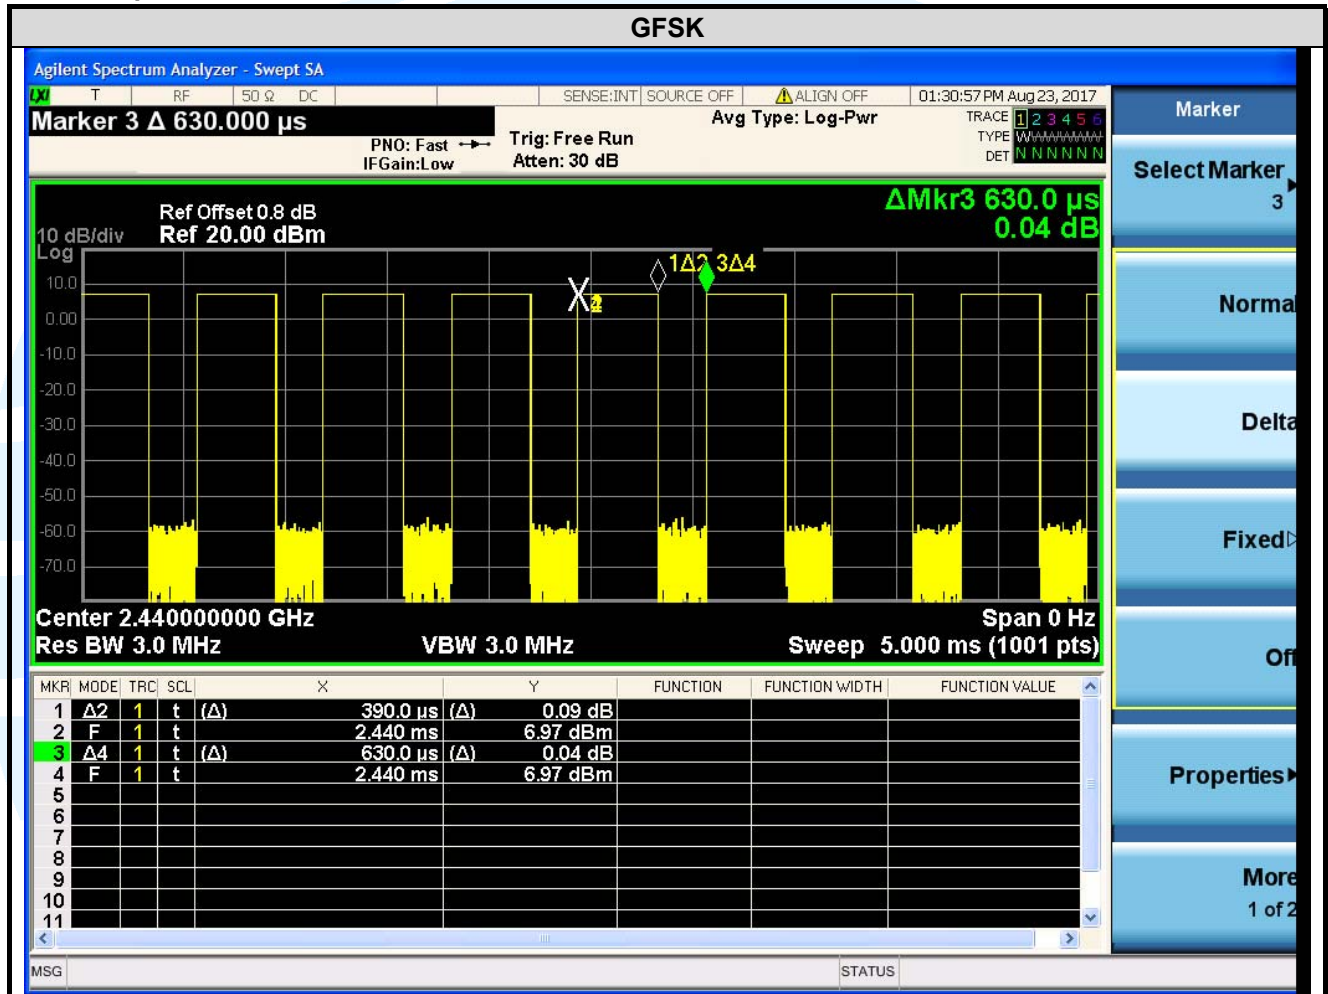 GFSK
Agilent Spectrum Analyzer - Swept SA
LXI T RF 50 Ω DC SENSE:INT SOURCE OFF ⚠ALIGN OFF 01:30:57 PM Aug 23, 2017
Marker 3 Δ 630.000 µs
Avg Type: Log-Pwr
TRACE 1 2 3 4 5 6
TYPE
DET N N N N N N
PNO: Fast
IFGain:Low
Trig: Free Run
Atten: 30 dB
ΔMkr3 630.0 µs
0.04 dB
Ref Offset 0.8 dB
10 dB/div Ref 20.00 dBm
Log
10.0
0.00
-10.0
-20.0
-30.0
-40.0
-50.0
-60.0
-70.0
1Δ2 3Δ4
X
Center 2.440000000 GHz Span 0 Hz
Res BW 3.0 MHz VBW 3.0 MHz Sweep 5.000 ms (1001 pts)
MKR MODE TRC SCL X Y FUNCTION FUNCTION WIDTH FUNCTION VALUE
1 Δ2 1 t (Δ) 390.0 µs (Δ) 0.09 dB
2 F 1 t 2.440 ms 6.97 dBm
3 Δ4 1 t (Δ) 630.0 µs (Δ) 0.04 dB
4 F 1 t 2.440 ms 6.97 dBm
5
6
7
8
9
10
11
MSG STATUS
Marker
Select Marker
3
Normal
Delta
Fixed
Off
Properties
More
1 of 2